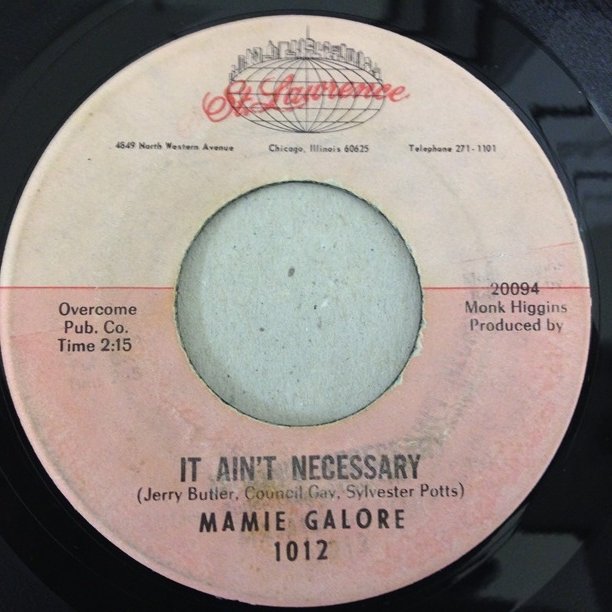 St. Lawrence
4849 North Western Avenue Chicago, Illinois 60625 Telephone 271-1101
Overcome
Pub. Co.
Time 2:15
20094
Monk Higgins
Produced by
IT AIN'T NECESSARY
(Jerry Butler, Council Gay, Sylvester Potts)
MAMIE GALORE
1012